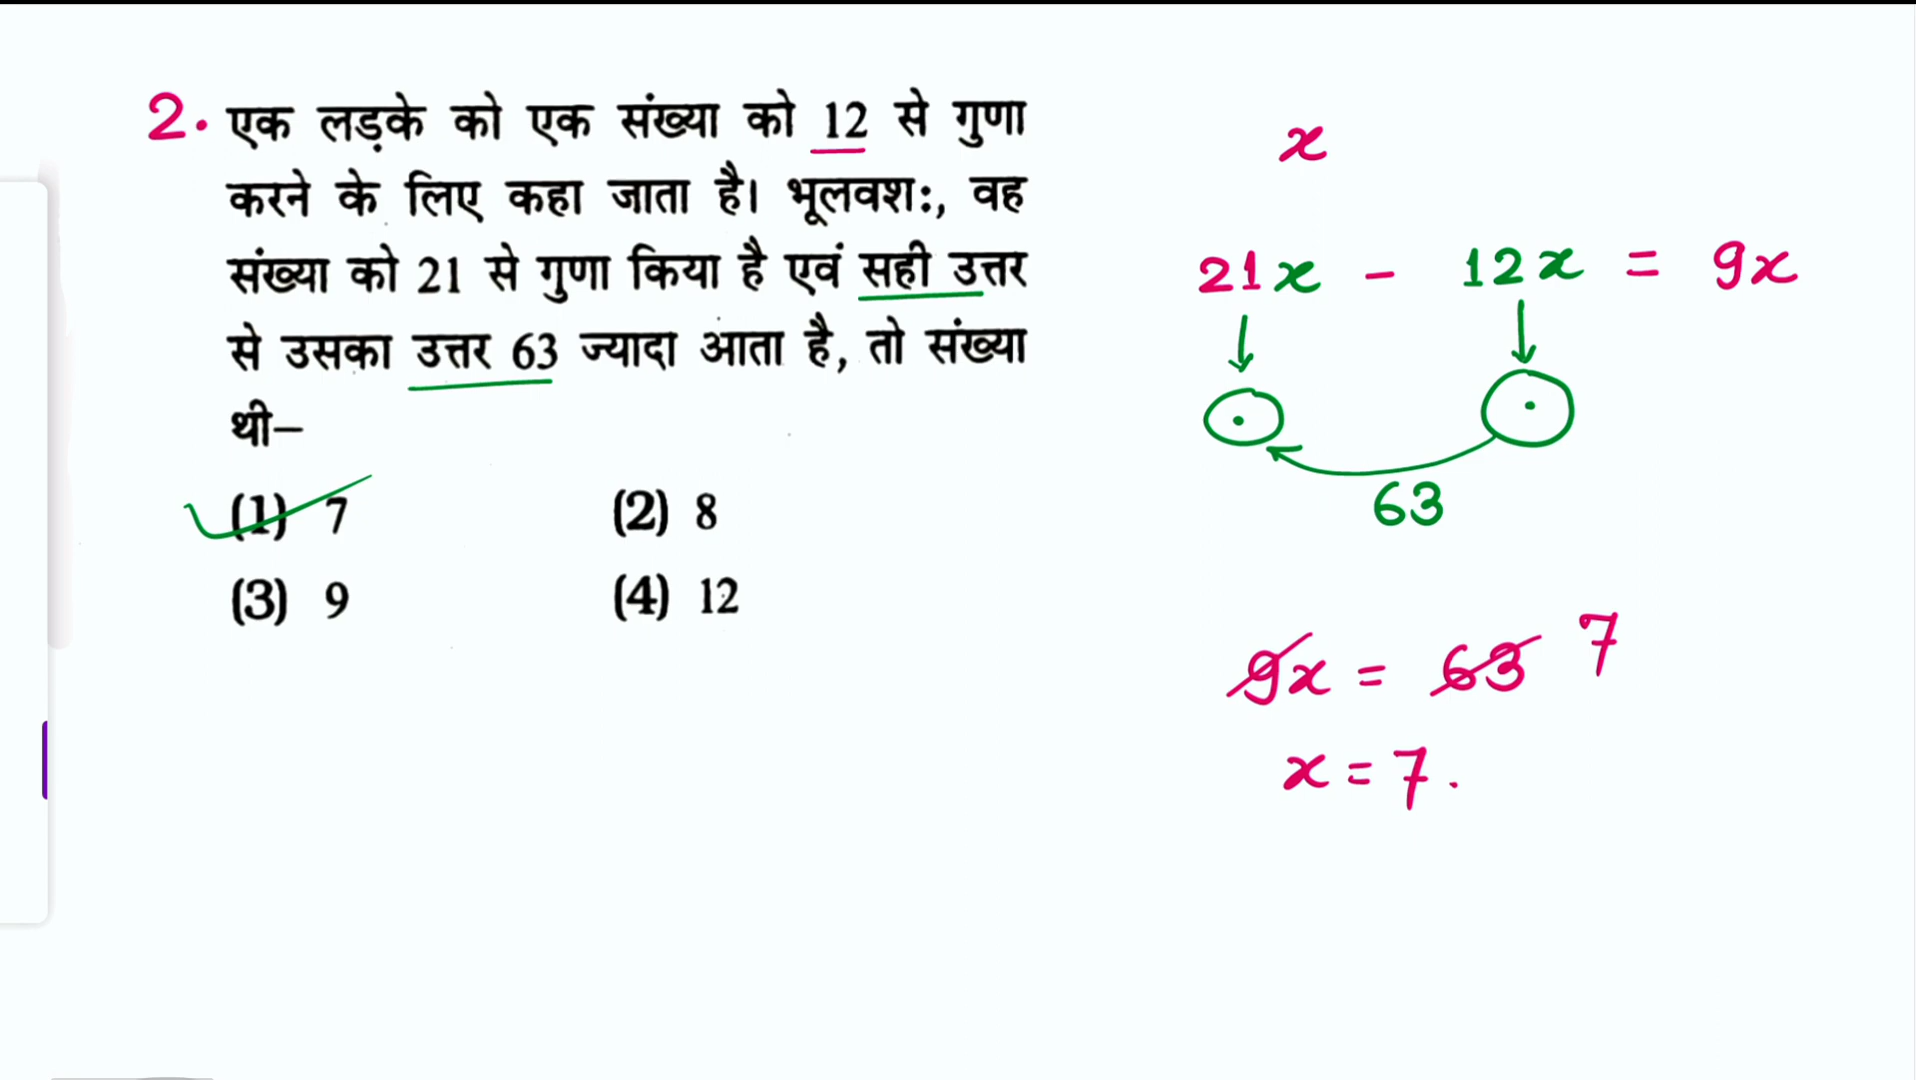 2. एक लड़के को एक संख्या को 12 से गुणा
करने के लिए कहा जाता है। भूलवश:, वह
संख्या को 21 से गुणा किया है एवं सही उत्तर
से उसका उत्तर 63 ज्यादा आता है, तो संख्या
थी–
(1) 7 (2) 8
(3) 9 (4) 12
x
21x - 12x = 9x
63
9x = 63 7
x = 7.